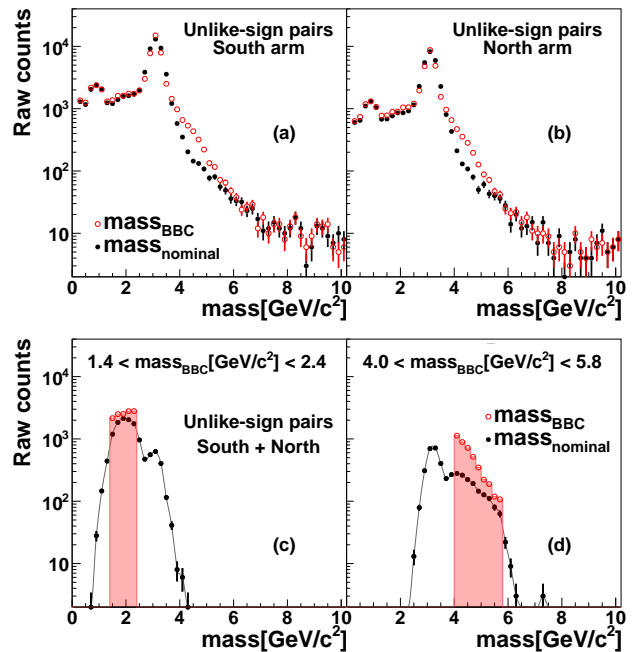 Unlike-sign pairs
South arm
Unlike-sign pairs
North arm
Raw counts
10⁴
10³
10²
10
(a)
(b)
mass_BBC
mass_nominal
0 2 4 6 8 10
2 4 6 8 10
mass[GeV/c²]
mass[GeV/c²]
1.4 < mass_BBC[GeV/c²] < 2.4
4.0 < mass_BBC[GeV/c²] < 5.8
Raw counts
10⁴
10³
10²
10
Unlike-sign pairs
South + North
mass_BBC
mass_nominal
(c)
(d)
0 2 4 6 8 10
2 4 6 8 10
mass[GeV/c²]
mass[GeV/c²]